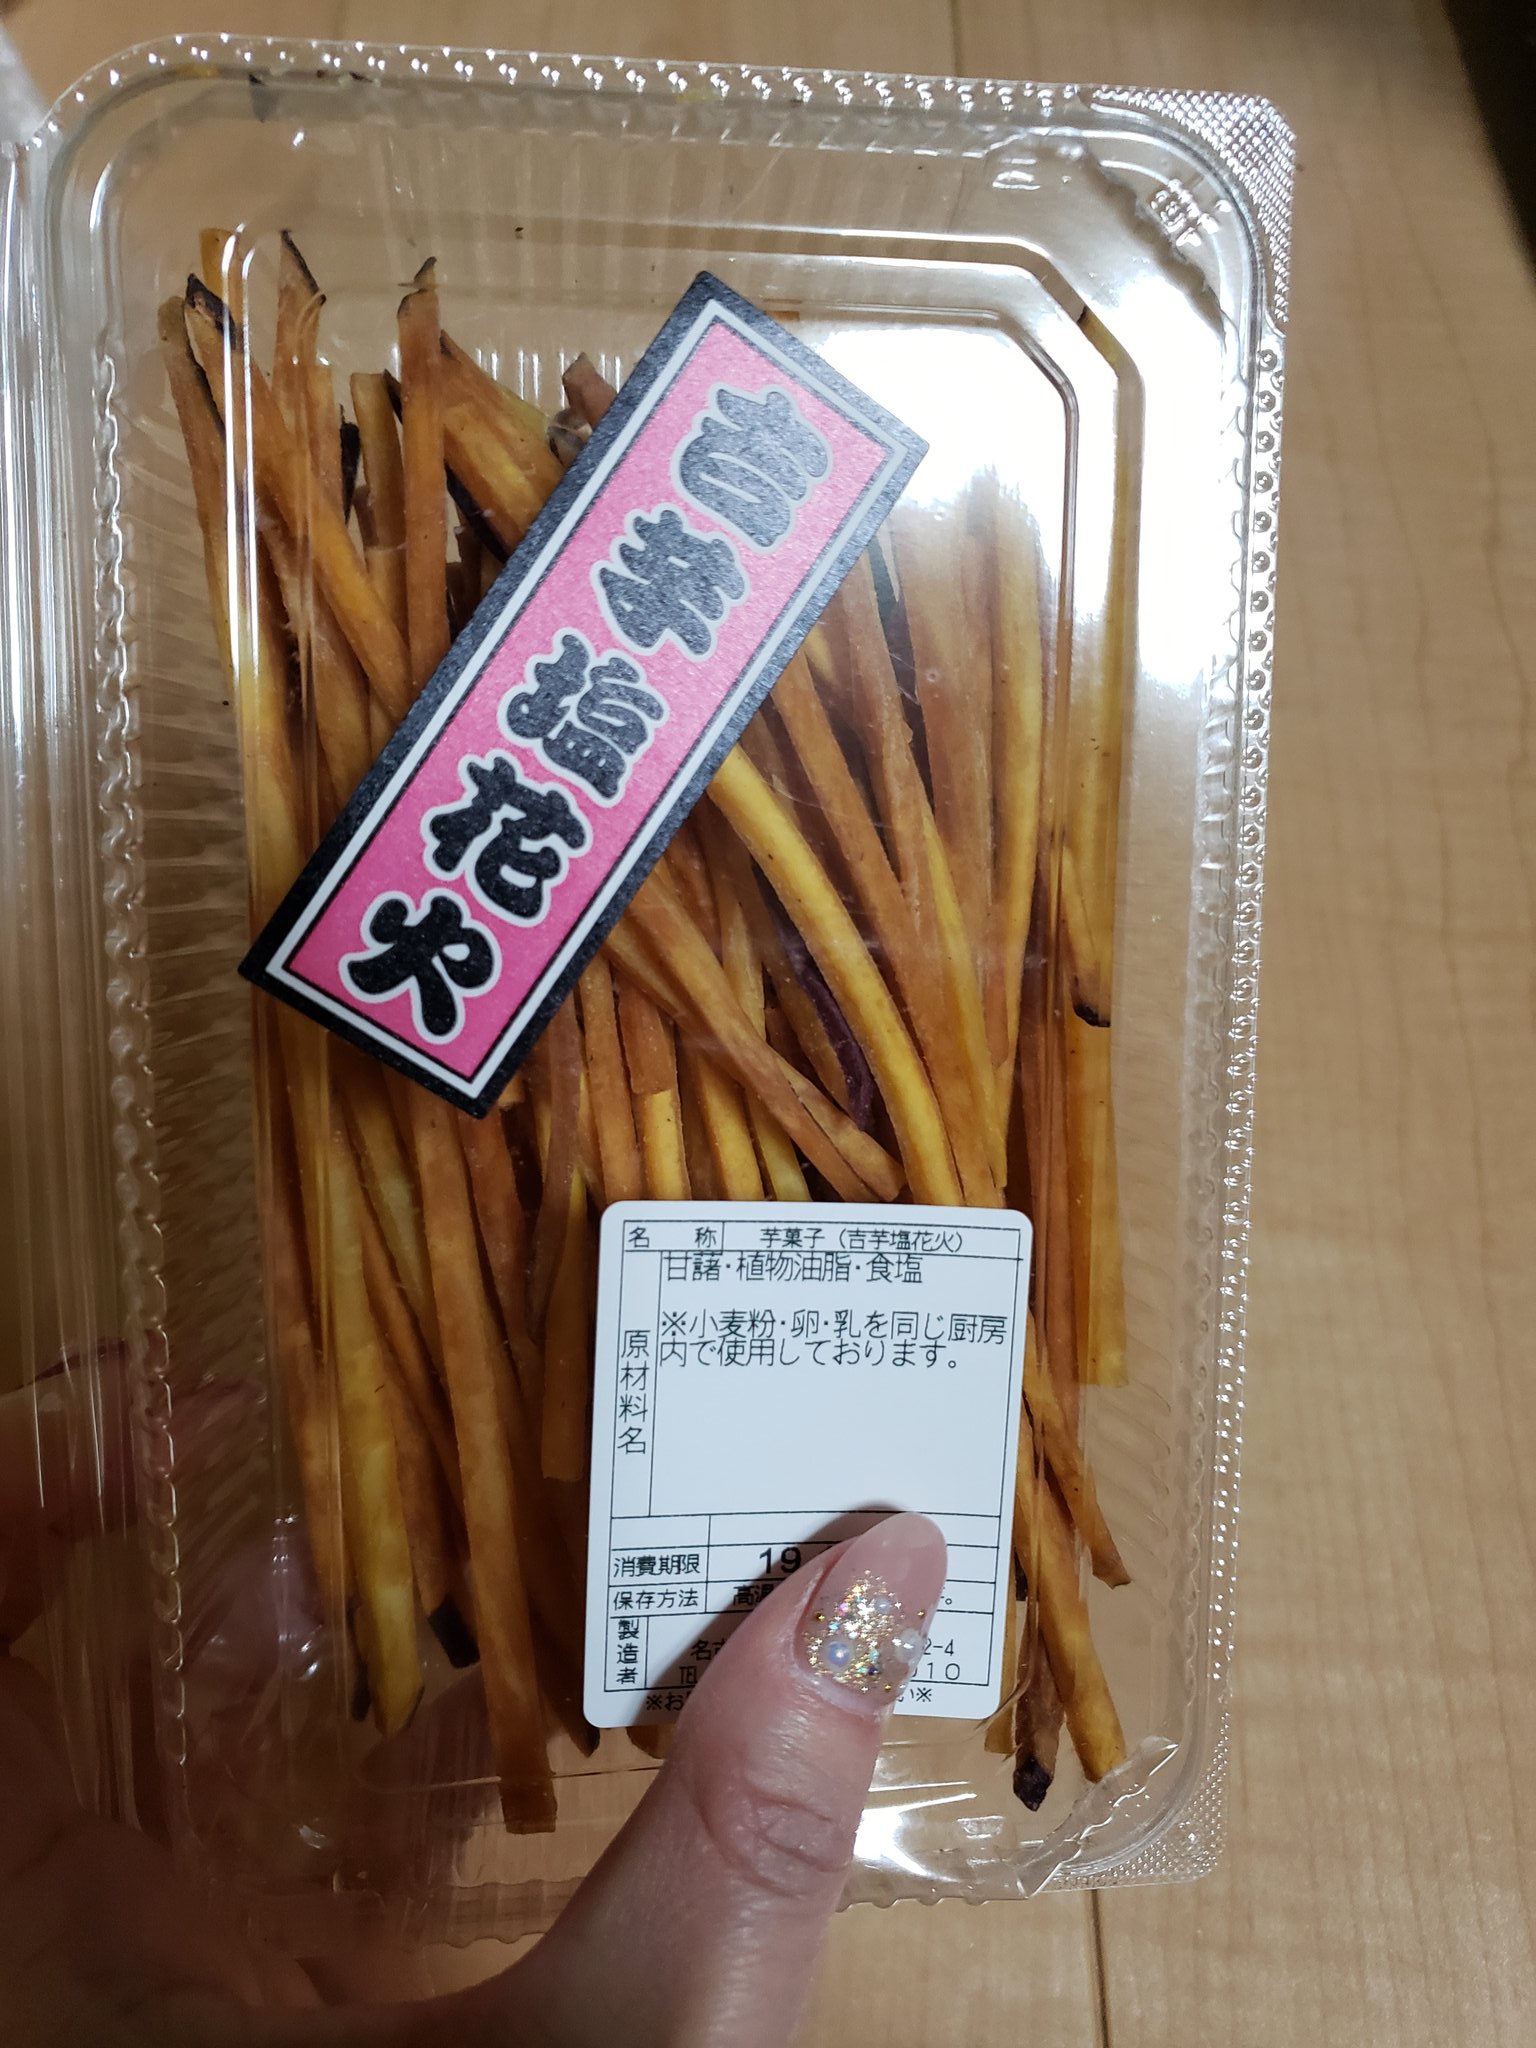 吉芋塩花火
名 称 芋菓子（吉芋塩花火）
原材料名
甘藷・植物油脂・食塩
※小麦粉・卵・乳を同じ厨房
内で使用しております。
消費期限 19
保存方法 高温
製造者
2-4
010
※お
い※